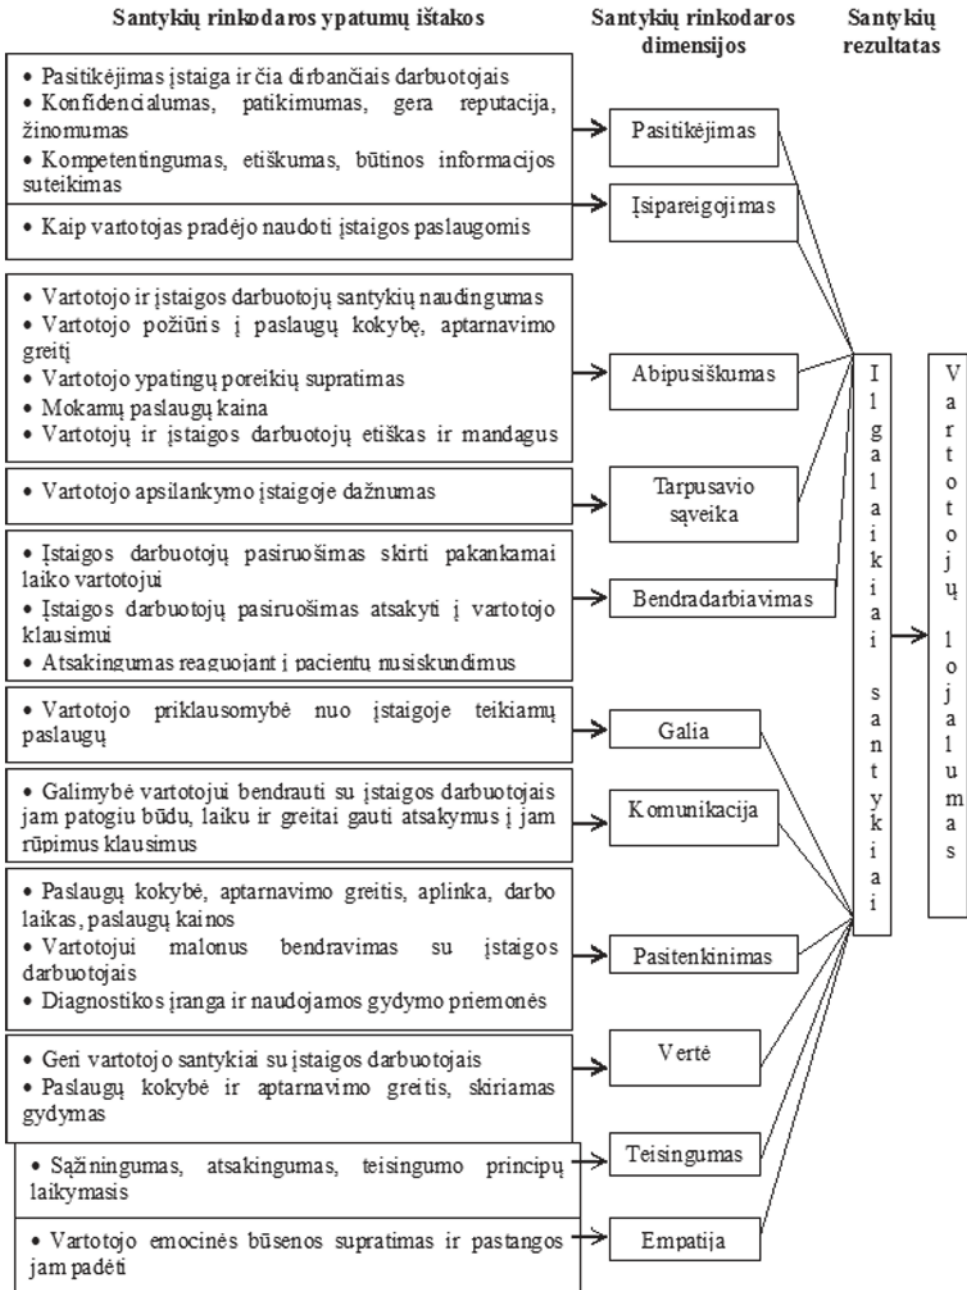 Santykių rinkodaros ypatumų ištakos
Santykių rinkodaros
dimensijos
Santykių
rezultatas
• Pasitikėjimas įstaiga ir čia dirbančiais darbuotojais
• Konfidencialumas, patikimumas, gera reputacija,
žinomumas
• Kompetentingumas, etiškumas, būtinos informacijos
suteikimas
Pasitikėjimas
• Kaip vartotojas pradėjo naudoti įstaigos paslaugomis
Įsipareigojimas
• Vartotojo ir įstaigos darbuotojų santykių naudingumas
• Vartotojo požiūris į paslaugų kokybę, aptarnavimo
greitį
• Vartotojo ypatingų poreikių supratimas
• Mokamų paslaugų kaina
• Vartotojų ir įstaigos darbuotojų etiškas ir mandagus
Abipusiškumas
• Vartotojo apsilankymo įstaigoje dažnumas
Tarpusavio
sąveika
• Įstaigos darbuotojų pasiruošimas skirti pakankamai
laiko vartotojui
• Įstaigos darbuotojų pasiruošimas atsakyti į vartotojo
klausimui
• Atsakingumas reaguojant į pacientų nusiskundimus
Bendradarbiavimas
• Vartotojo priklausomybė nuo įstaigoje teikiamų
paslaugų
Galia
• Galimybė vartotojui bendrauti su įstaigos darbuotojais
jam patogiu būdu, laiku ir greitai gauti atsakymus į jam
rūpimus klausimus
Komunikacija
• Paslaugų kokybė, aptarnavimo greitis, aplinka, darbo
laikas, paslaugų kainos
• Vartotojui malonus bendravimas su įstaigos
darbuotojais
• Diagnostikos įranga ir naudojamos gydymo priemonės
Pasitenkinimas
• Geri vartotojo santykiai su įstaigos darbuotojais
• Paslaugų kokybė ir aptarnavimo greitis, skiriamas
gydymas
Vertė
• Sąžiningumas, atsakingumas, teisingumo principų
laikymasis
Teisingumas
• Vartotojo emocinės būsenos supratimas ir pastangos
jam padėti
Empatija
Ilgalaikiai santykiai
Vartotojų lojalumas